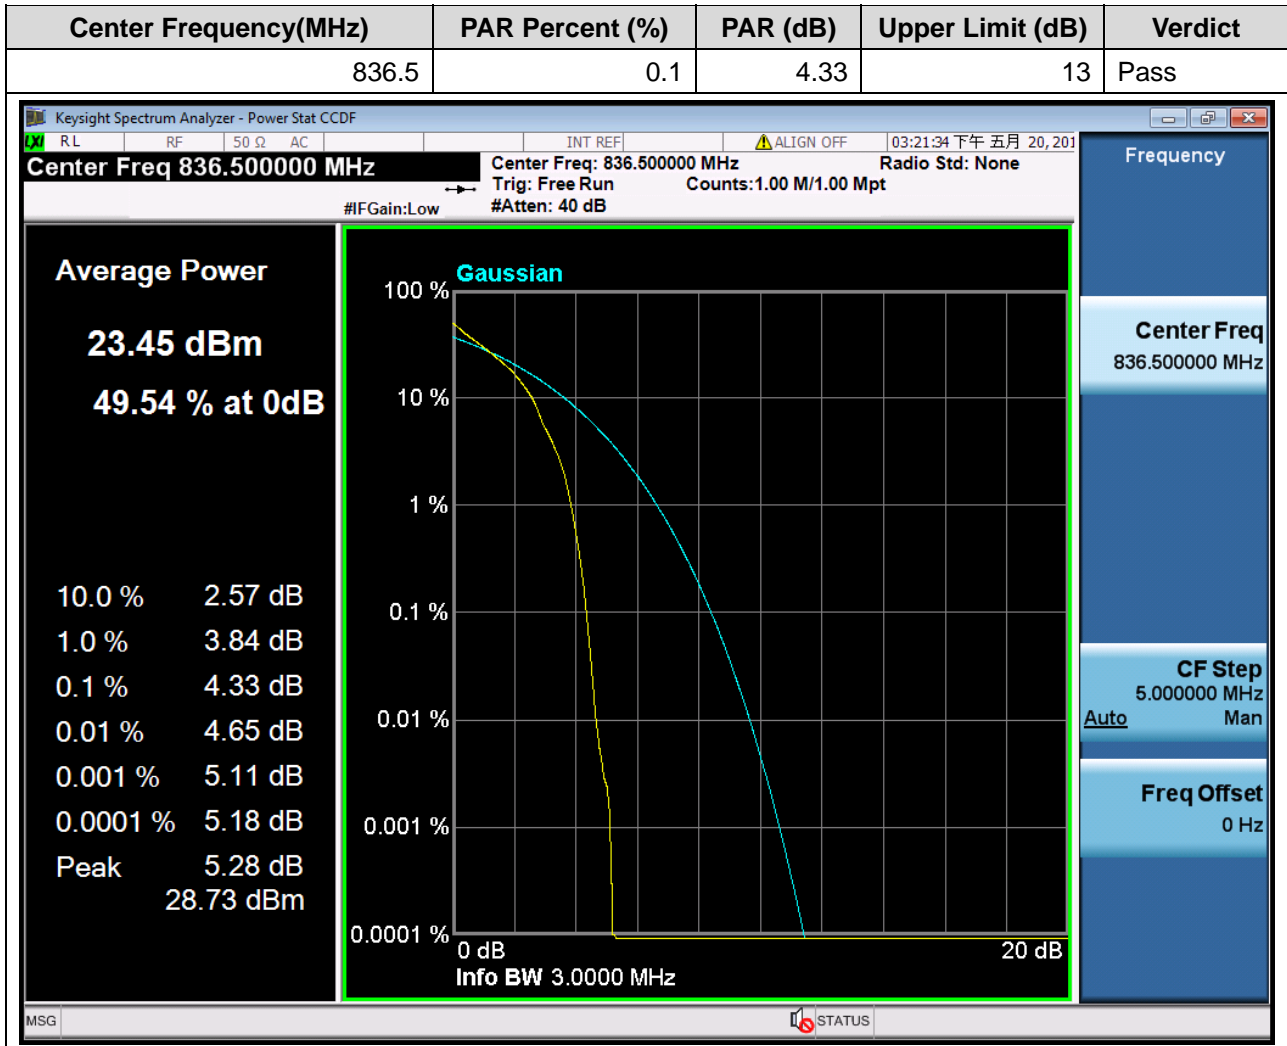 Center Frequency(MHz) PAR Percent (%) PAR (dB) Upper Limit (dB) Verdict
836.5 0.1 4.33 13 Pass
Keysight Spectrum Analyzer - Power Stat CCDF
LXI RL RF 50 Ω AC INT REF ALIGN OFF 03:21:34 下午 五月 20, 201
Center Freq 836.500000 MHz
Center Freq: 836.500000 MHz Radio Std: None
Trig: Free Run Counts:1.00 M/1.00 Mpt
#IFGain:Low #Atten: 40 dB
Average Power
23.45 dBm
49.54 % at 0dB
10.0 % 2.57 dB
1.0 % 3.84 dB
0.1 % 4.33 dB
0.01 % 4.65 dB
0.001 % 5.11 dB
0.0001 % 5.18 dB
Peak 5.28 dB
28.73 dBm
Gaussian
100 %
10 %
1 %
0.1 %
0.01 %
0.001 %
0.0001 %
0 dB 20 dB
Info BW 3.0000 MHz
Frequency
Center Freq
836.500000 MHz
CF Step
5.000000 MHz
Auto Man
Freq Offset
0 Hz
MSG STATUS